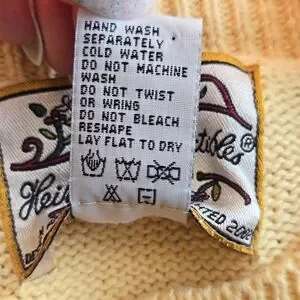 HAND WASH
SEPARATELY
COLD WATER
DO NOT MACHINE
WASH
DO NOT TWIST
OR WRING
DO NOT BLEACH
RESHAPE
LAY FLAT TO DRY